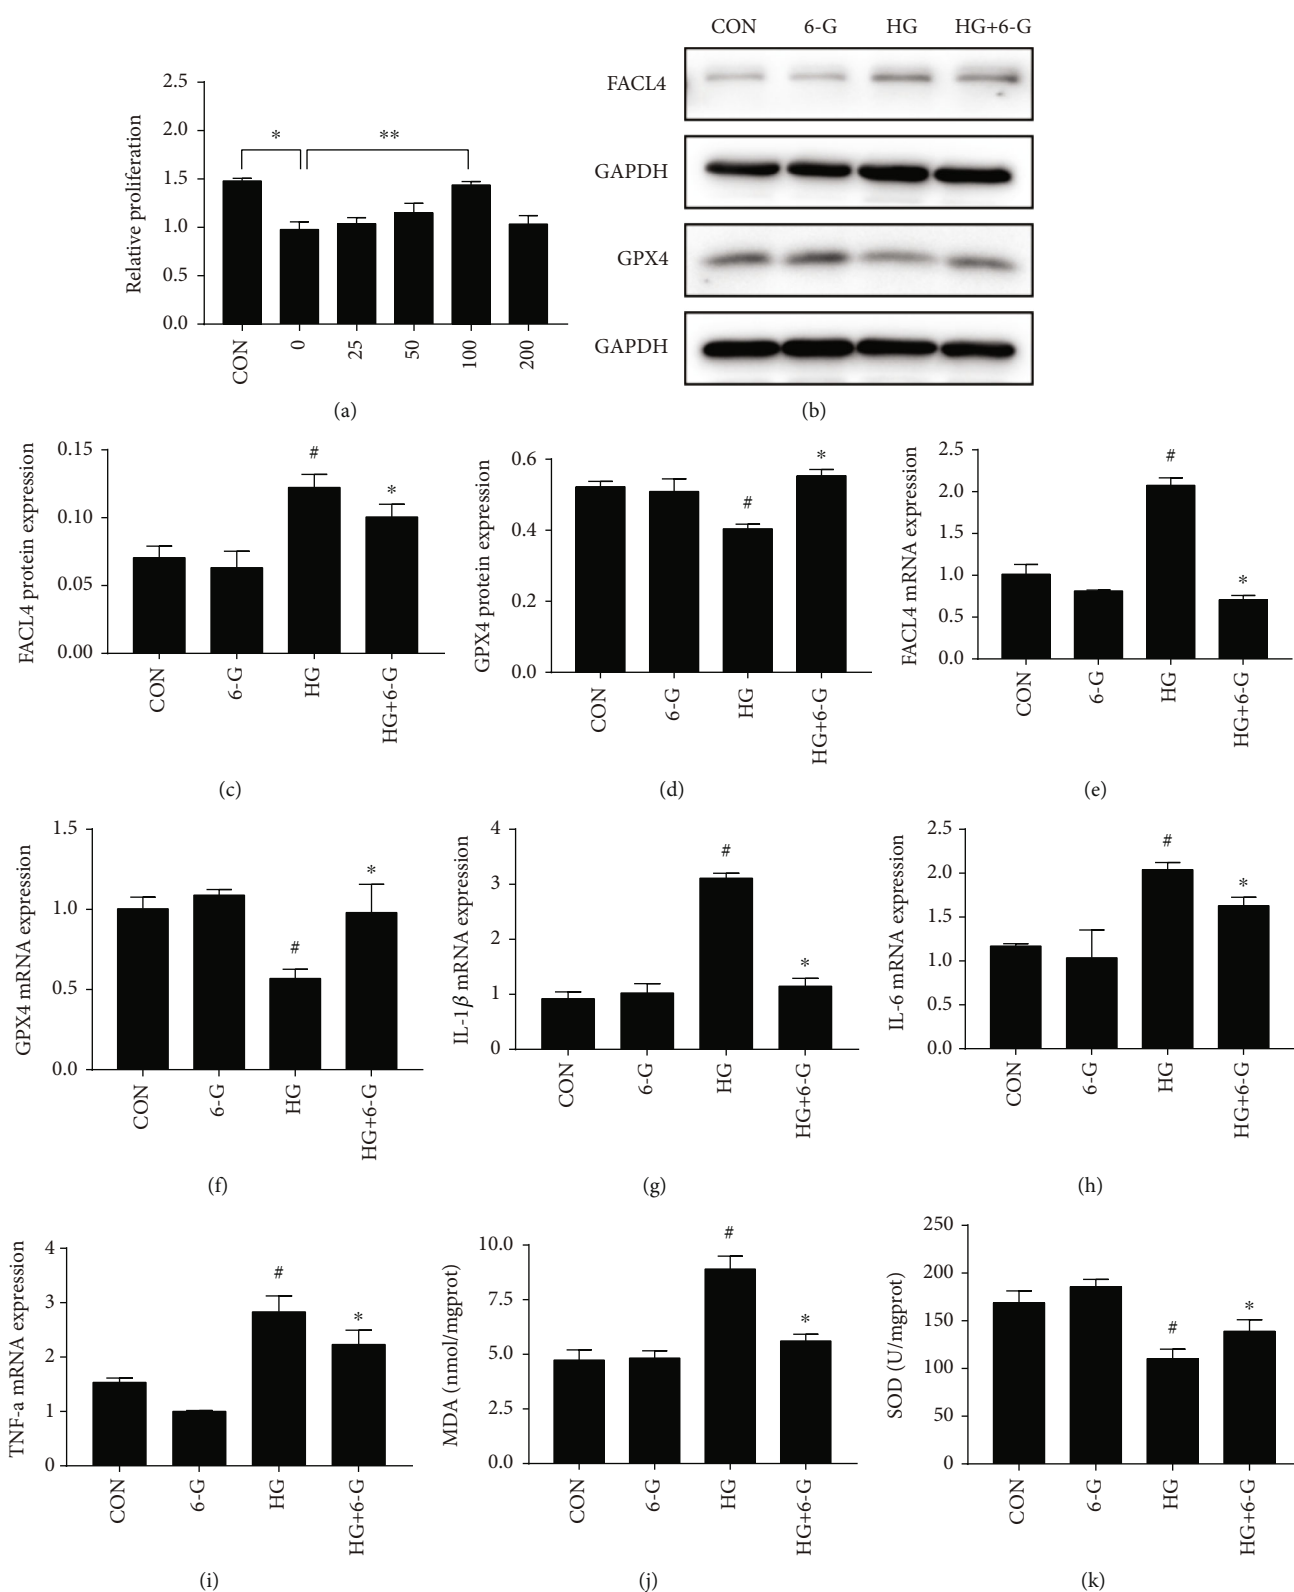 CON 6-G HG HG+6-G
FACL4
GAPDH
GPX4
GAPDH
(b)
Relative proliferation
2.5
2.0
1.5
1.0
0.5
0.0
* **
CON 0 25 50 100 200
(a)
FACL4 protein expression
0.15
0.10
0.05
0.00
# *
CON 6-G HG HG+6-G
(c)
GPX4 protein expression
0.6
0.4
0.2
0.0
# *
CON 6-G HG HG+6-G
(d)
FACL4 mRNA expression
2.5
2.0
1.5
1.0
0.5
0.0
# *
CON 6-G HG HG+6-G
(e)
GPX4 mRNA expression
1.5
1.0
0.5
0.0
# *
CON 6-G HG HG+6-G
(f)
IL-1β mRNA expression
4
3
2
1
0
# *
CON 6-G HG HG+6-G
(g)
IL-6 mRNA expression
2.5
2.0
1.5
1.0
0.5
0.0
# *
CON 6-G HG HG+6-G
(h)
TNF-a mRNA expression
4
3
2
1
0
# *
CON 6-G HG HG+6-G
(i)
MDA (nmol/mgprot)
10.0
7.5
5.0
2.5
0.0
# *
CON 6-G HG HG+6-G
(j)
SOD (U/mgprot)
250
200
150
100
50
0
# *
CON 6-G HG HG+6-G
(k)